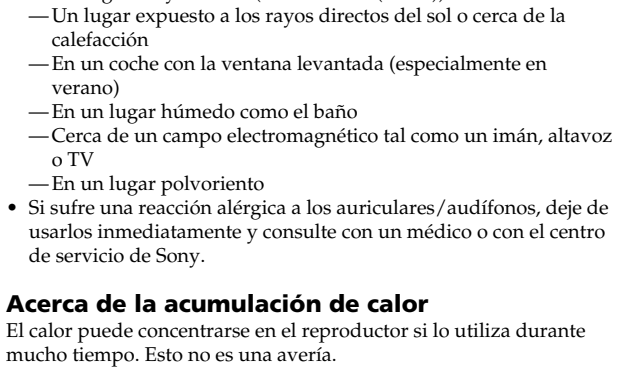 — Un lugar expuesto a los rayos directos del sol o cerca de la
calefacción
— En un coche con la ventana levantada (especialmente en
verano)
— En un lugar húmedo como el baño
— Cerca de un campo electromagnético tal como un imán, altavoz
o TV
— En un lugar polvoriento
• Si sufre una reacción alérgica a los auriculares/audífonos, deje de
usarlos inmediatamente y consulte con un médico o con el centro
de servicio de Sony.
Acerca de la acumulación de calor
El calor puede concentrarse en el reproductor si lo utiliza durante
mucho tiempo. Esto no es una avería.